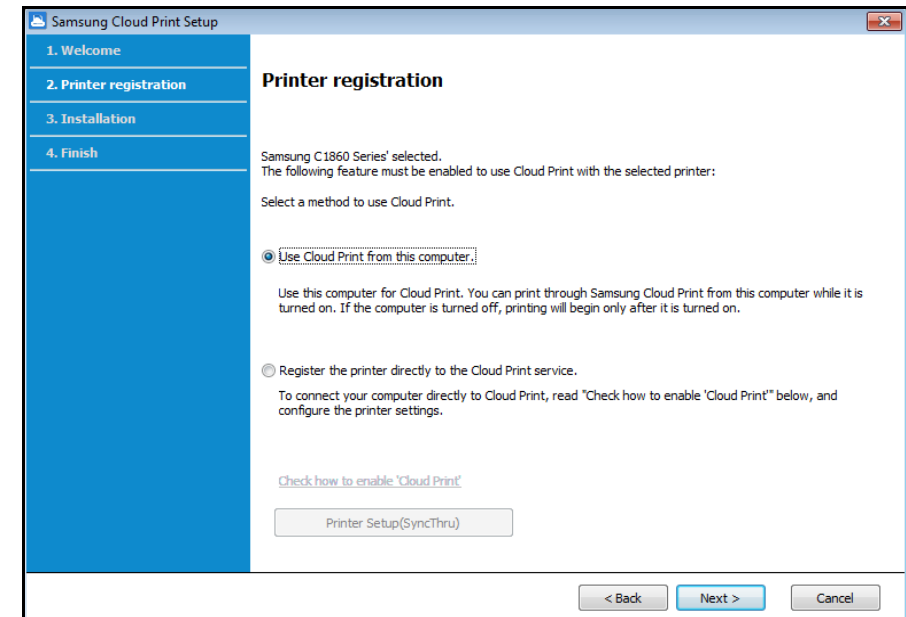 Samsung Cloud Print Setup
1. Welcome
2. Printer registration
3. Installation
4. Finish
Printer registration
Samsung C1860 Series' selected.
The following feature must be enabled to use Cloud Print with the selected printer:
Select a method to use Cloud Print.
Use Cloud Print from this computer.
Use this computer for Cloud Print. You can print through Samsung Cloud Print from this computer while it is
turned on. If the computer is turned off, printing will begin only after it is turned on.
Register the printer directly to the Cloud Print service.
To connect your computer directly to Cloud Print, read "Check how to enable 'Cloud Print'" below, and
configure the printer settings.
Check how to enable 'Cloud Print'
Printer Setup(SyncThru)
< Back
Next >
Cancel